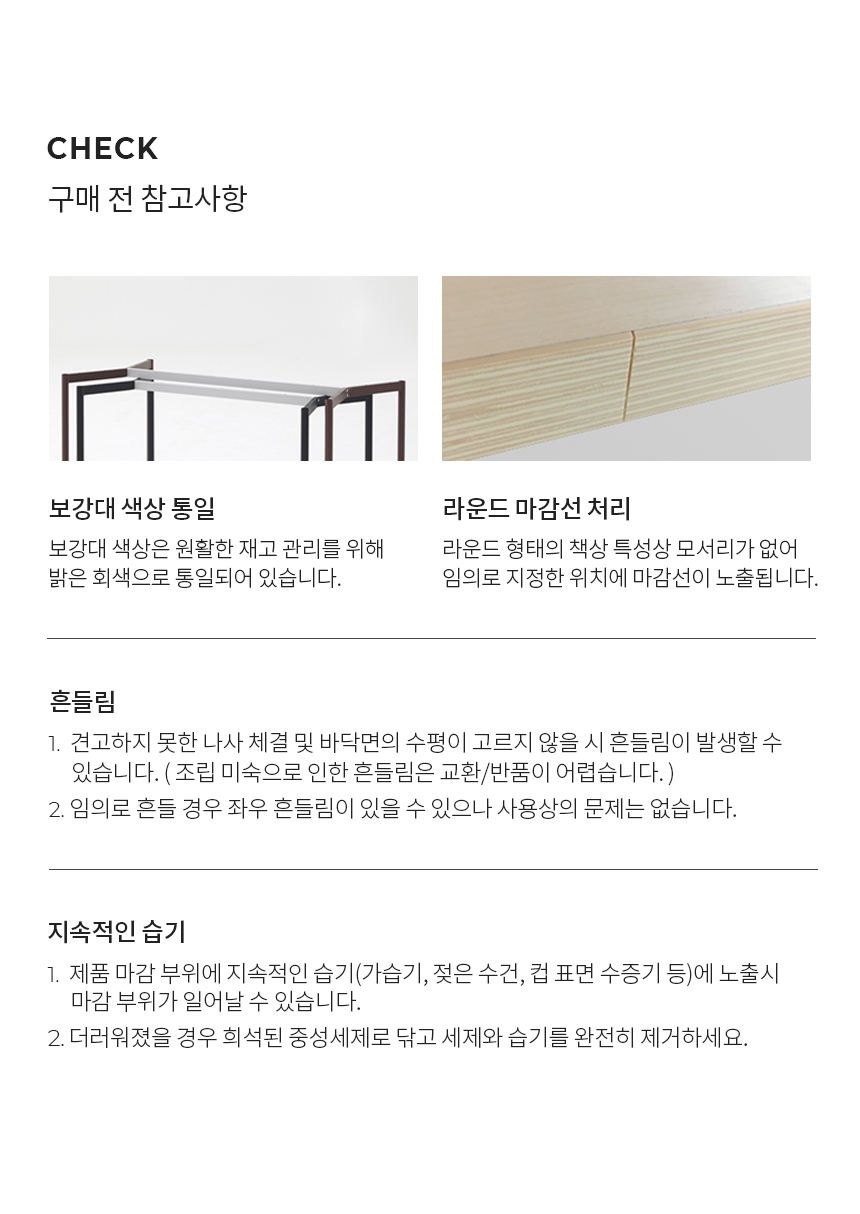 CHECK
구매 전 참고사항
보강대 색상 통일
보강대 색상은 원활한 재고 관리를 위해
밝은 회색으로 통일되어 있습니다.
라운드 마감선 처리
라운드 형태의 책상 특성상 모서리가 없어
임의로 지정한 위치에 마감선이 노출됩니다.
흔들림
1. 견고하지 못한 나사 체결 및 바닥면의 수평이 고르지 않을 시 흔들림이 발생할 수
있습니다. ( 조립 미숙으로 인한 흔들림은 교환/반품이 어렵습니다. )
2. 임의로 흔들 경우 좌우 흔들림이 있을 수 있으나 사용상의 문제는 없습니다.
지속적인 습기
1. 제품 마감 부위에 지속적인 습기(가습기, 젖은 수건, 컵 표면 수증기 등)에 노출시
마감 부위가 일어날 수 있습니다.
2. 더러워졌을 경우 희석된 중성세제로 닦고 세제와 습기를 완전히 제거하세요.